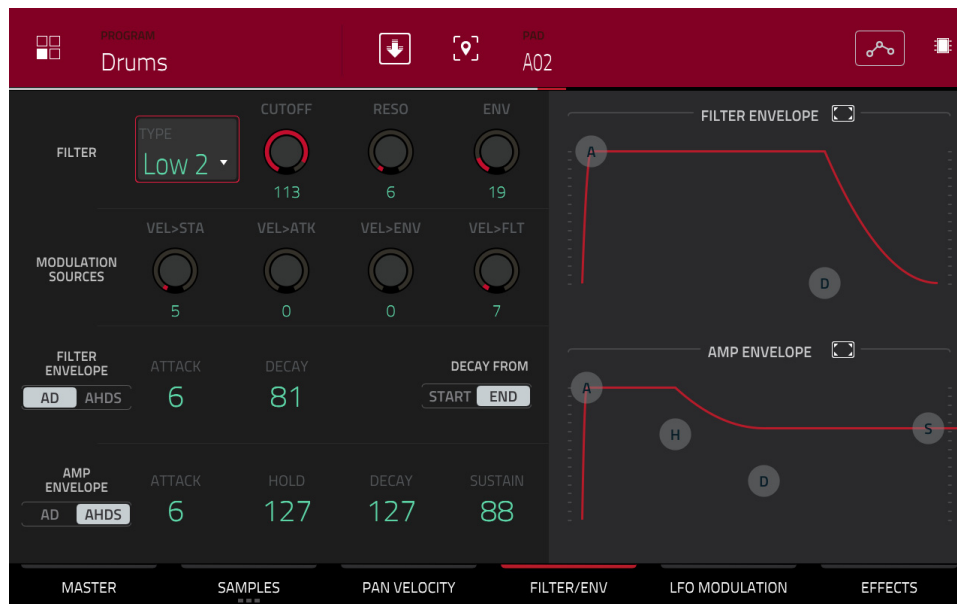 PROGRAM
Drums
PAD
A02
FILTER
TYPE
Low 2
CUTOFF
113
RESO
6
ENV
19
MODULATION
SOURCES
VEL>STA
5
VEL>ATK
0
VEL>ENV
0
VEL>FLT
7
FILTER
ENVELOPE
AD AHDS
ATTACK
6
DECAY
81
DECAY FROM
START END
AMP
ENVELOPE
AD AHDS
ATTACK
6
HOLD
127
DECAY
127
SUSTAIN
88
FILTER ENVELOPE
A
D
AMP ENVELOPE
A
H
D
S
MASTER SAMPLES PAN VELOCITY FILTER/ENV LFO MODULATION EFFECTS